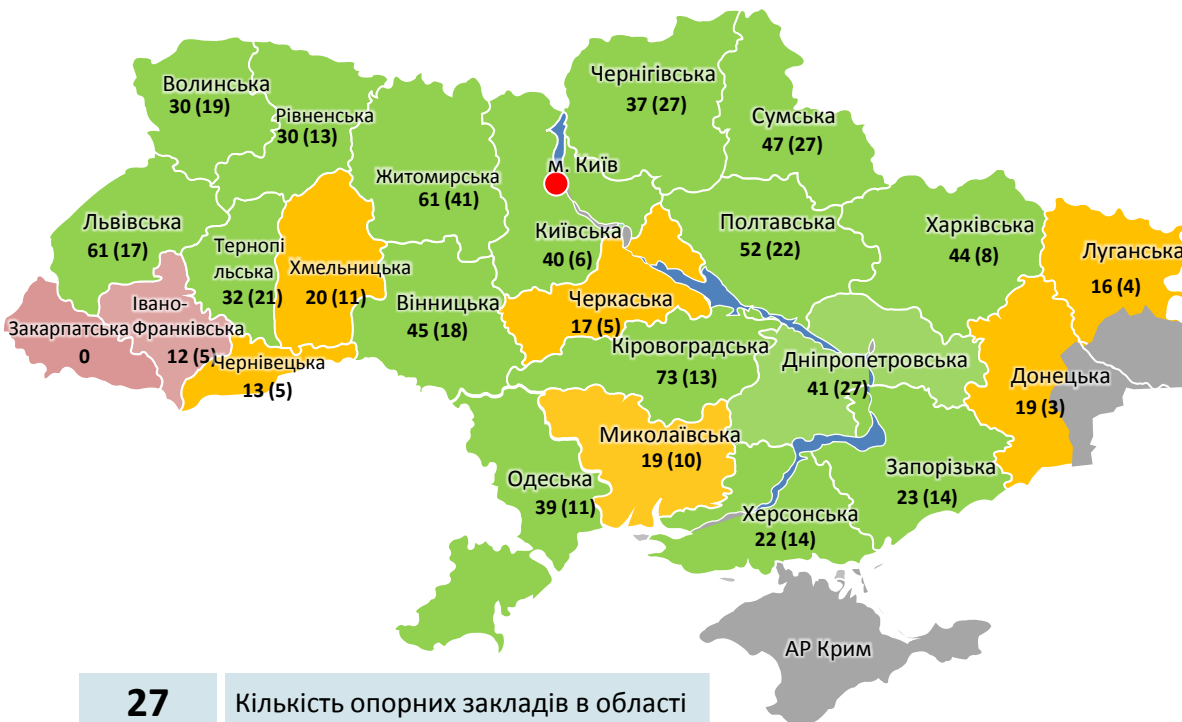 Волинська
30 (19)
Рівненська
30 (13)
Чернігівська
37 (27)
Сумська
47 (27)
м. Київ
Житомирська
61 (41)
Львівська
61 (17)
Тернопі
льська
32 (21)
Хмельницька
20 (11)
Київська
40 (6)
Полтавська
52 (22)
Харківська
44 (8)
Луганська
16 (4)
Вінницька
45 (18)
Черкаська
17 (5)
Закарпатська
0
Івано-
Франківська
12 (5)
Чернівецька
13 (5)
Кіровоградська
73 (13)
Дніпропетровська
41 (27)
Донецька
19 (3)
Миколаївська
19 (10)
Одеська
39 (11)
Запорізька
23 (14)
Херсонська
22 (14)
АР Крим
27
Кількість опорних закладів в області